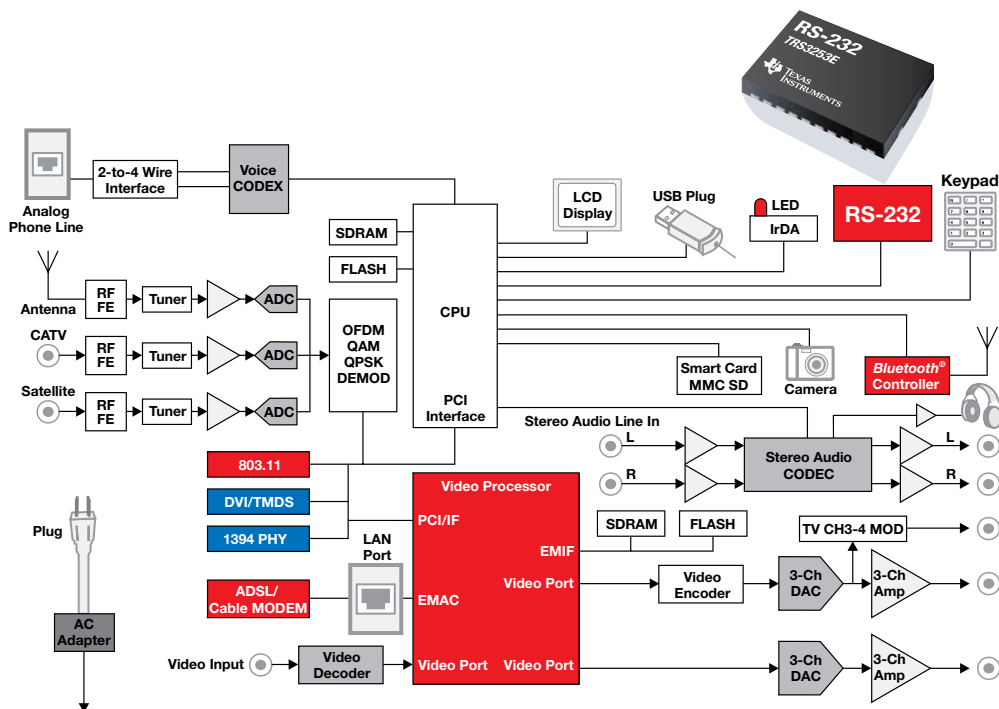 RS-232
TRS3253E
TEXAS
INSTRUMENTS
Analog
Phone Line
2-to-4 Wire
Interface
Voice
CODEX
LCD
Display
USB Plug
LED
IrDA
RS-232
Keypad
SDRAM
FLASH
CPU
PCI
Interface
Antenna
RF
FE
Tuner
ADC
CATV
RF
FE
Tuner
ADC
Satellite
RF
FE
Tuner
ADC
OFDM
QAM
QPSK
DEMOD
Smart Card
MMC SD
Camera
Bluetooth®
Controller
Stereo Audio Line In
L
R
Stereo Audio
CODEC
L
R
803.11
DVI/TMDS
1394 PHY
LAN
Port
ADSL/
Cable MODEM
Video Processor
PCI/IF
EMIF
Video Port
EMAC
Video Port
Video Port
SDRAM
FLASH
TV CH3-4 MOD
Video
Encoder
3-Ch
DAC
3-Ch
Amp
Plug
AC
Adapter
Video Input
Video
Decoder
3-Ch
DAC
3-Ch
Amp